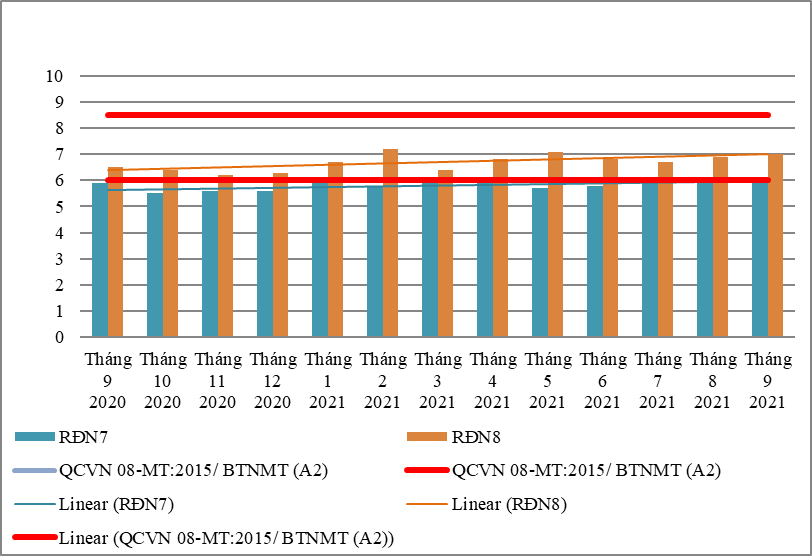 10
9
8
7
6
5
4
3
2
1
0
Tháng 9 2020
Tháng 10 2020
Tháng 11 2020
Tháng 12 2020
Tháng 1 2021
Tháng 2 2021
Tháng 3 2021
Tháng 4 2021
Tháng 5 2021
Tháng 6 2021
Tháng 7 2021
Tháng 8 2021
Tháng 9 2021
RĐN7
RĐN8
QCVN 08-MT:2015/ BTNMT (A2)
QCVN 08-MT:2015/ BTNMT (A2)
Linear (RĐN7)
Linear (RĐN8)
Linear (QCVN 08-MT:2015/ BTNMT (A2))